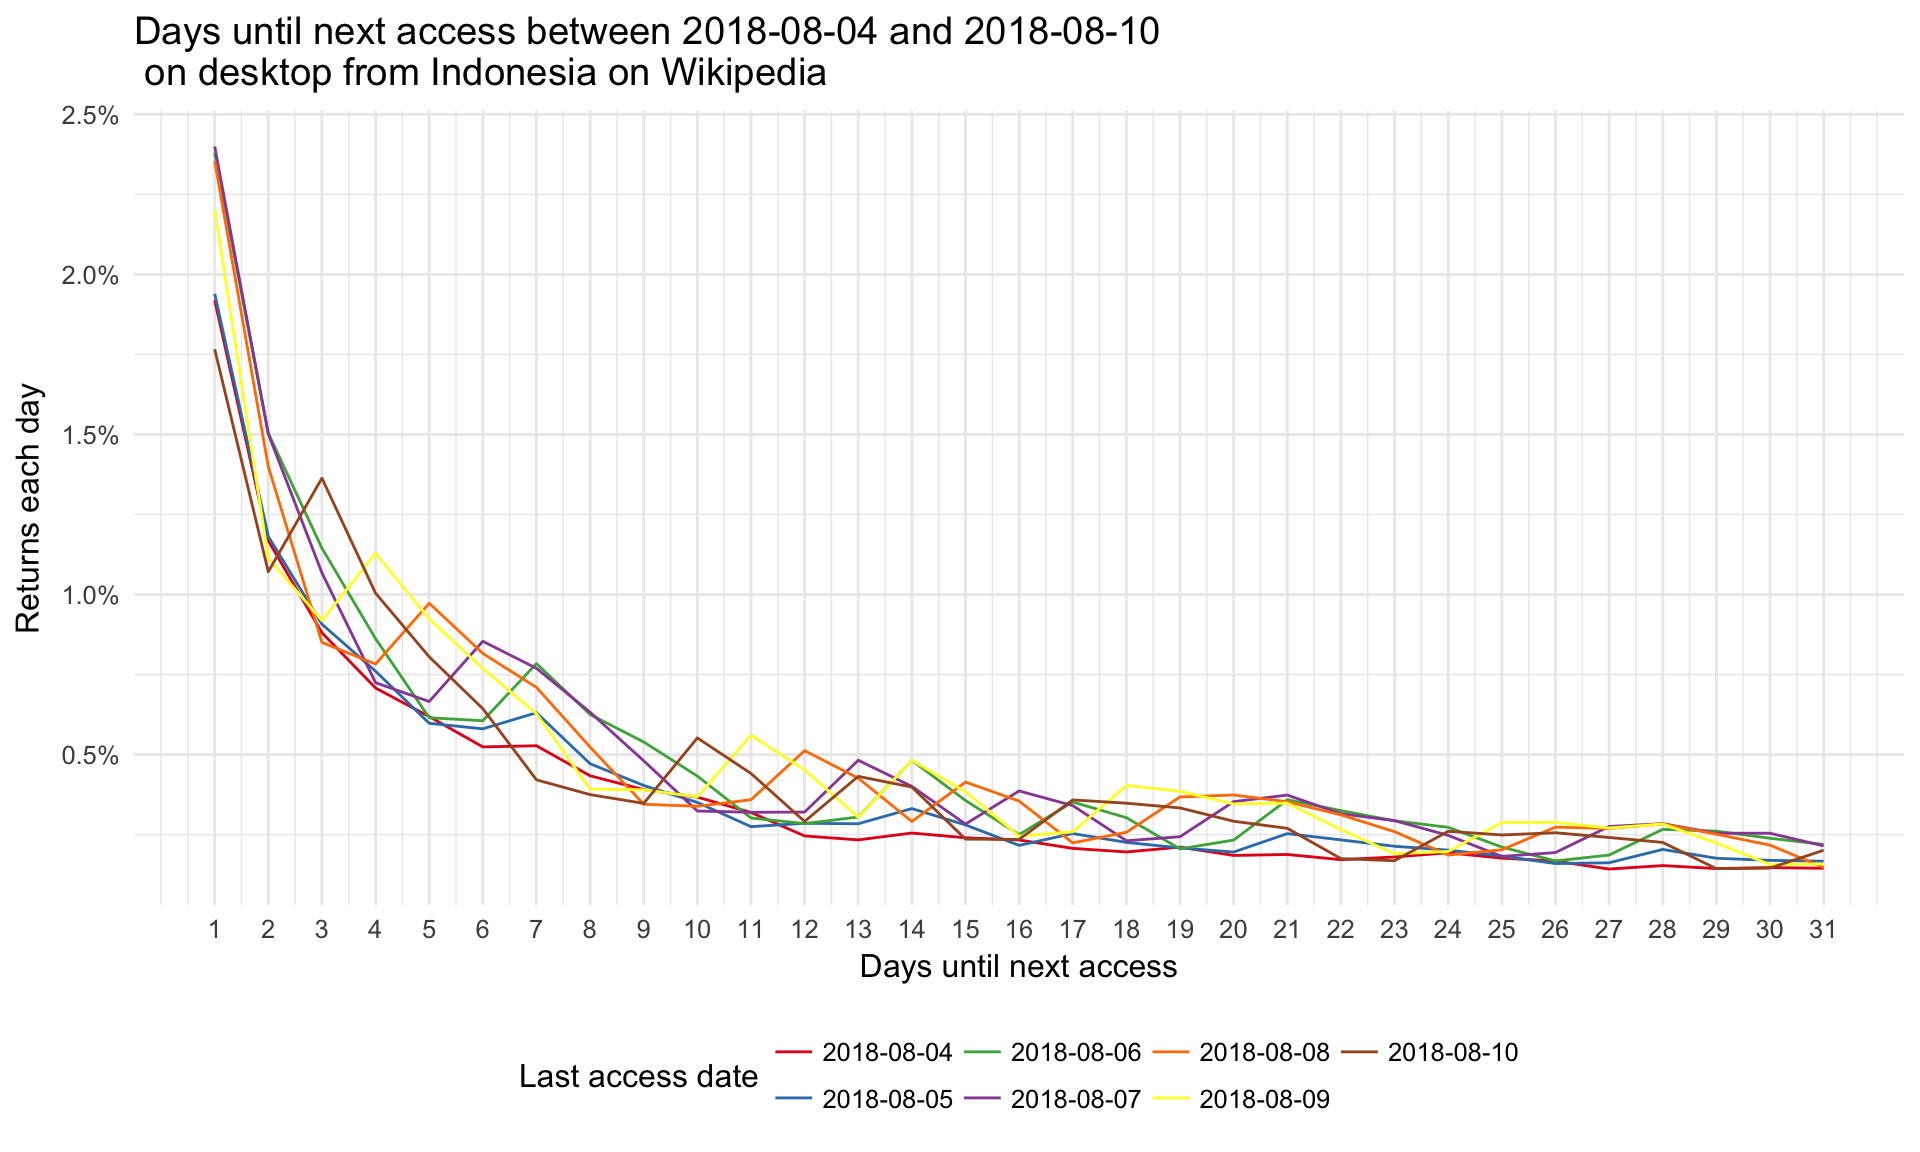 Days until next access between 2018-08-04 and 2018-08-10
on desktop from Indonesia on Wikipedia
Returns each day
2.5%
2.0%
1.5%
1.0%
0.5%
1 2 3 4 5 6 7 8 9 10 11 12 13 14 15 16 17 18 19 20 21 22 23 24 25 26 27 28 29 30 31
Days until next access
Last access date
2018-08-04 2018-08-06 2018-08-08 2018-08-10
2018-08-05 2018-08-07 2018-08-09